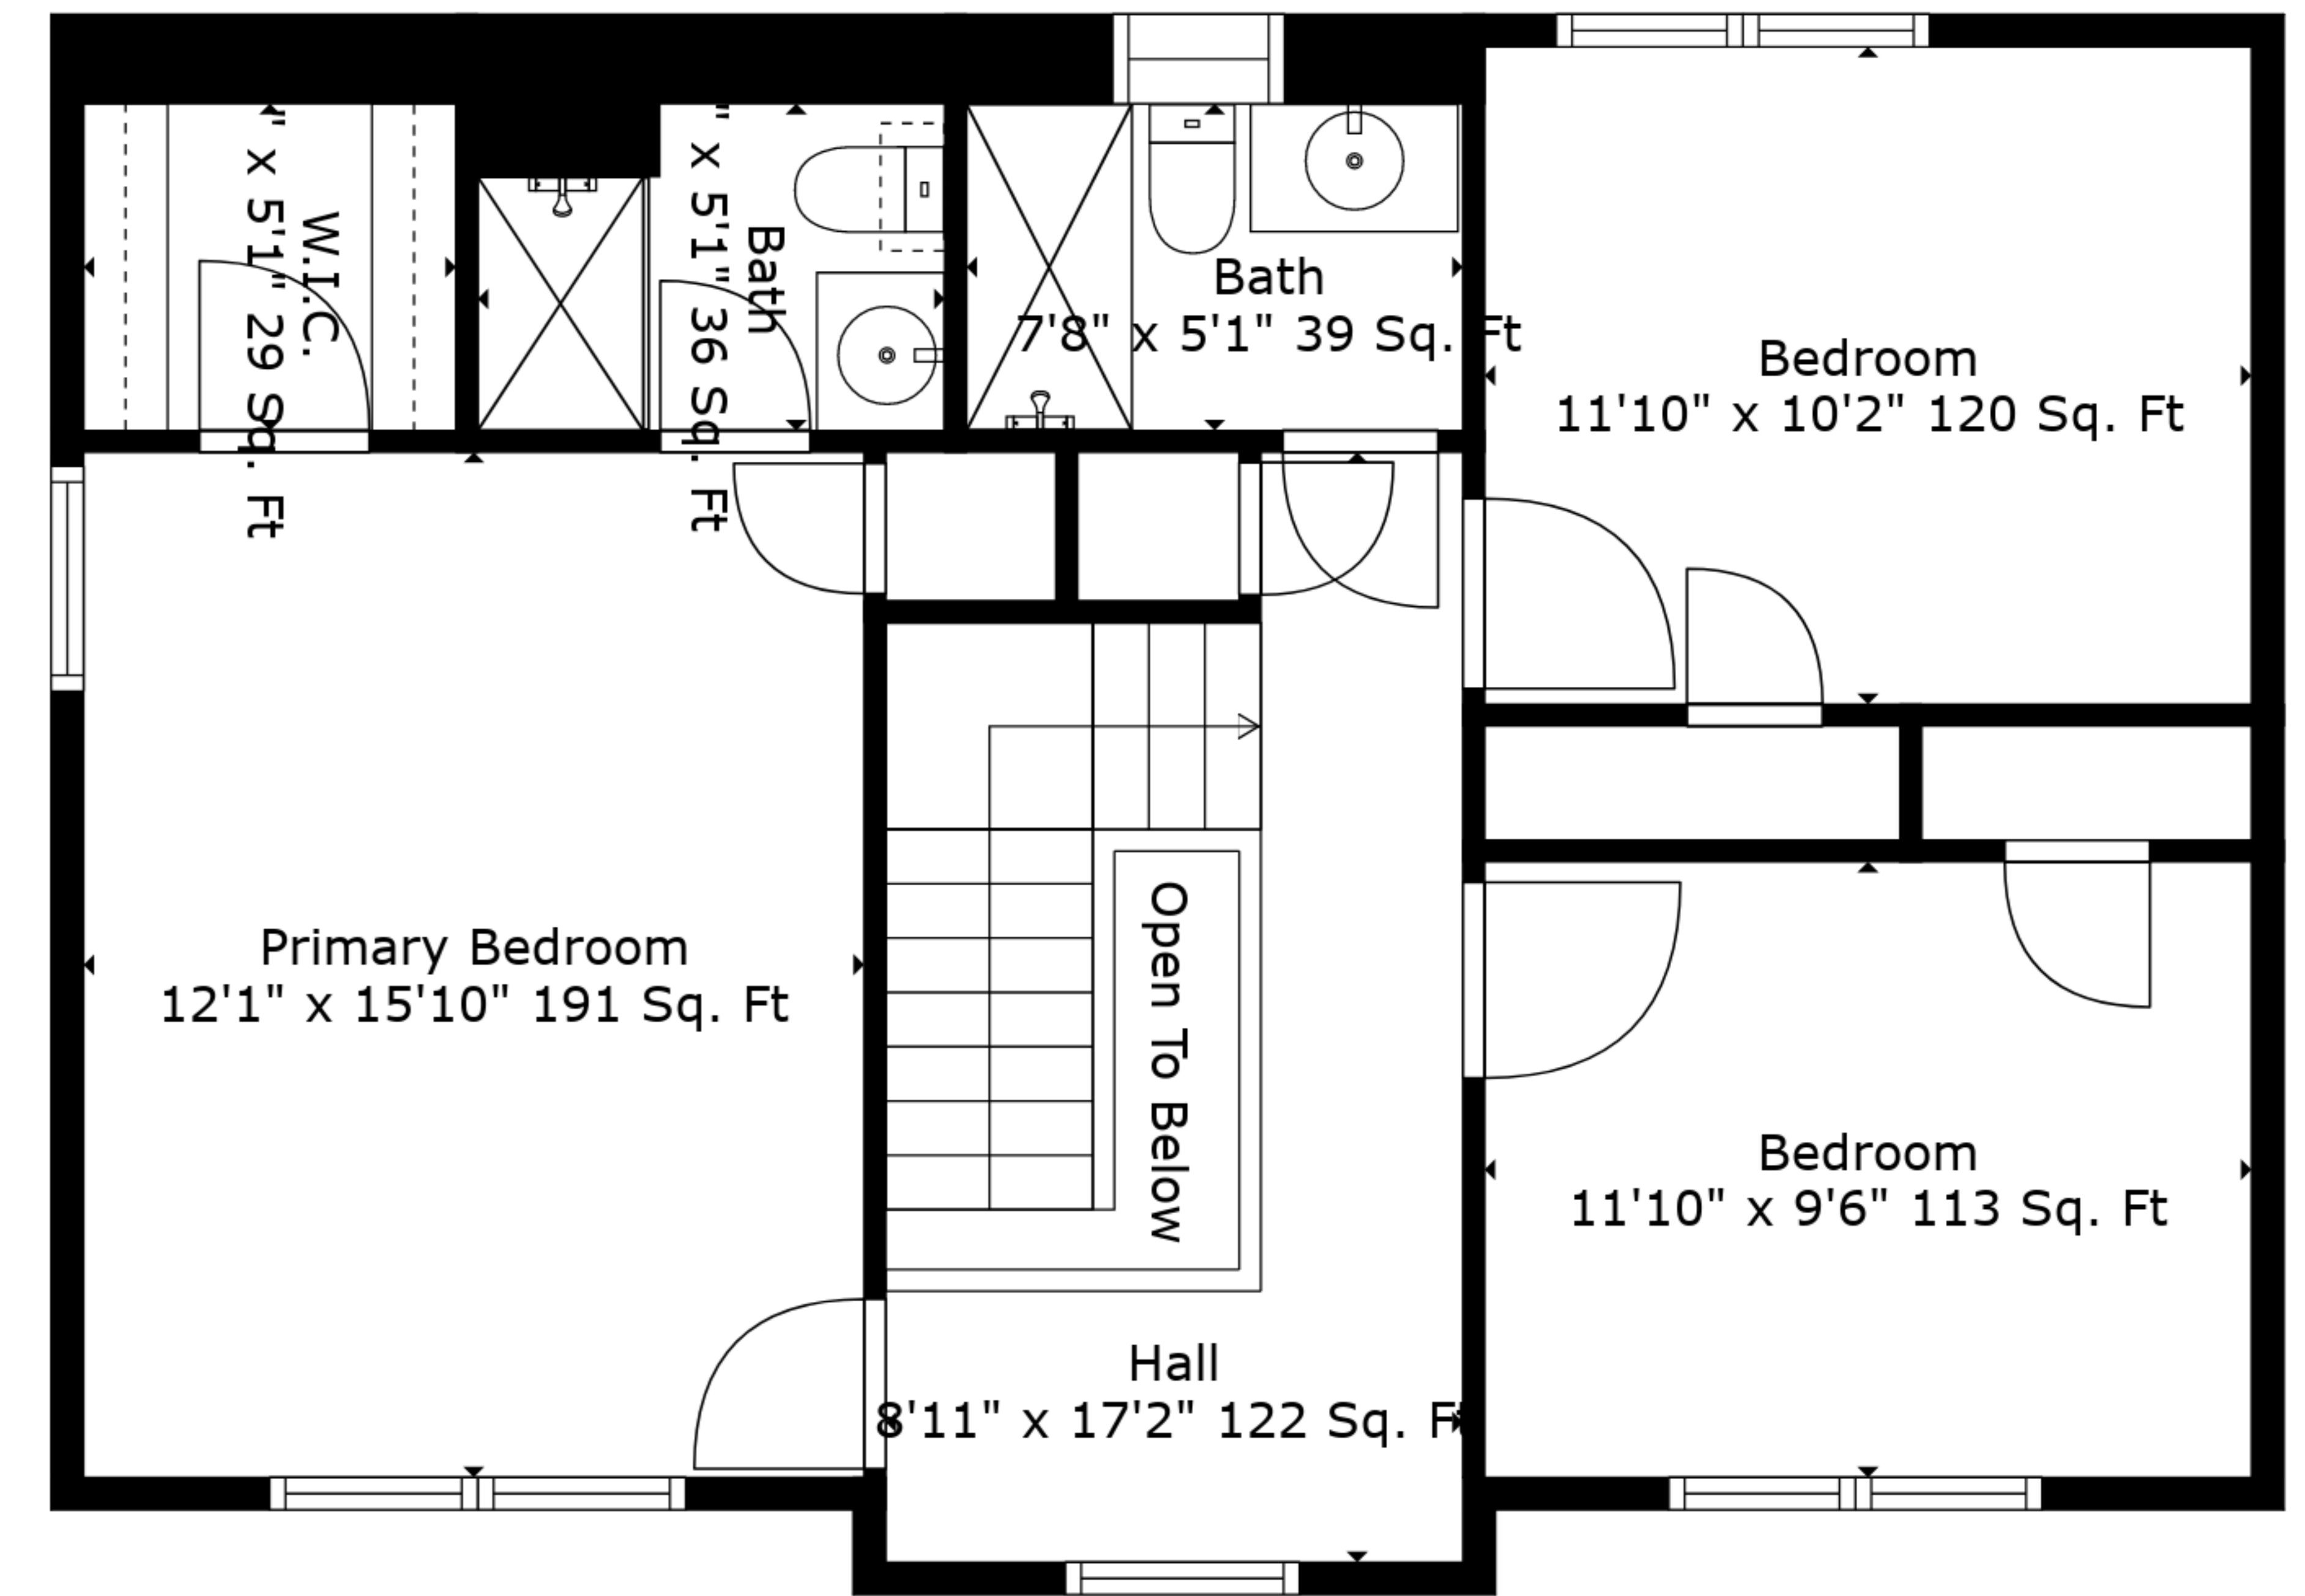 W.I.C.
" x 5'1" 29 Sq. Ft
Bath
" x 5'1" 36 Sq. Ft
Bath
7'8" x 5'1" 39 Sq. Ft
Bedroom
11'10" x 10'2" 120 Sq. Ft
Primary Bedroom
12'1" x 15'10" 191 Sq. Ft
Open To Below
Bedroom
11'10" x 9'6" 113 Sq. Ft
Hall
8'11" x 17'2" 122 Sq. Ft